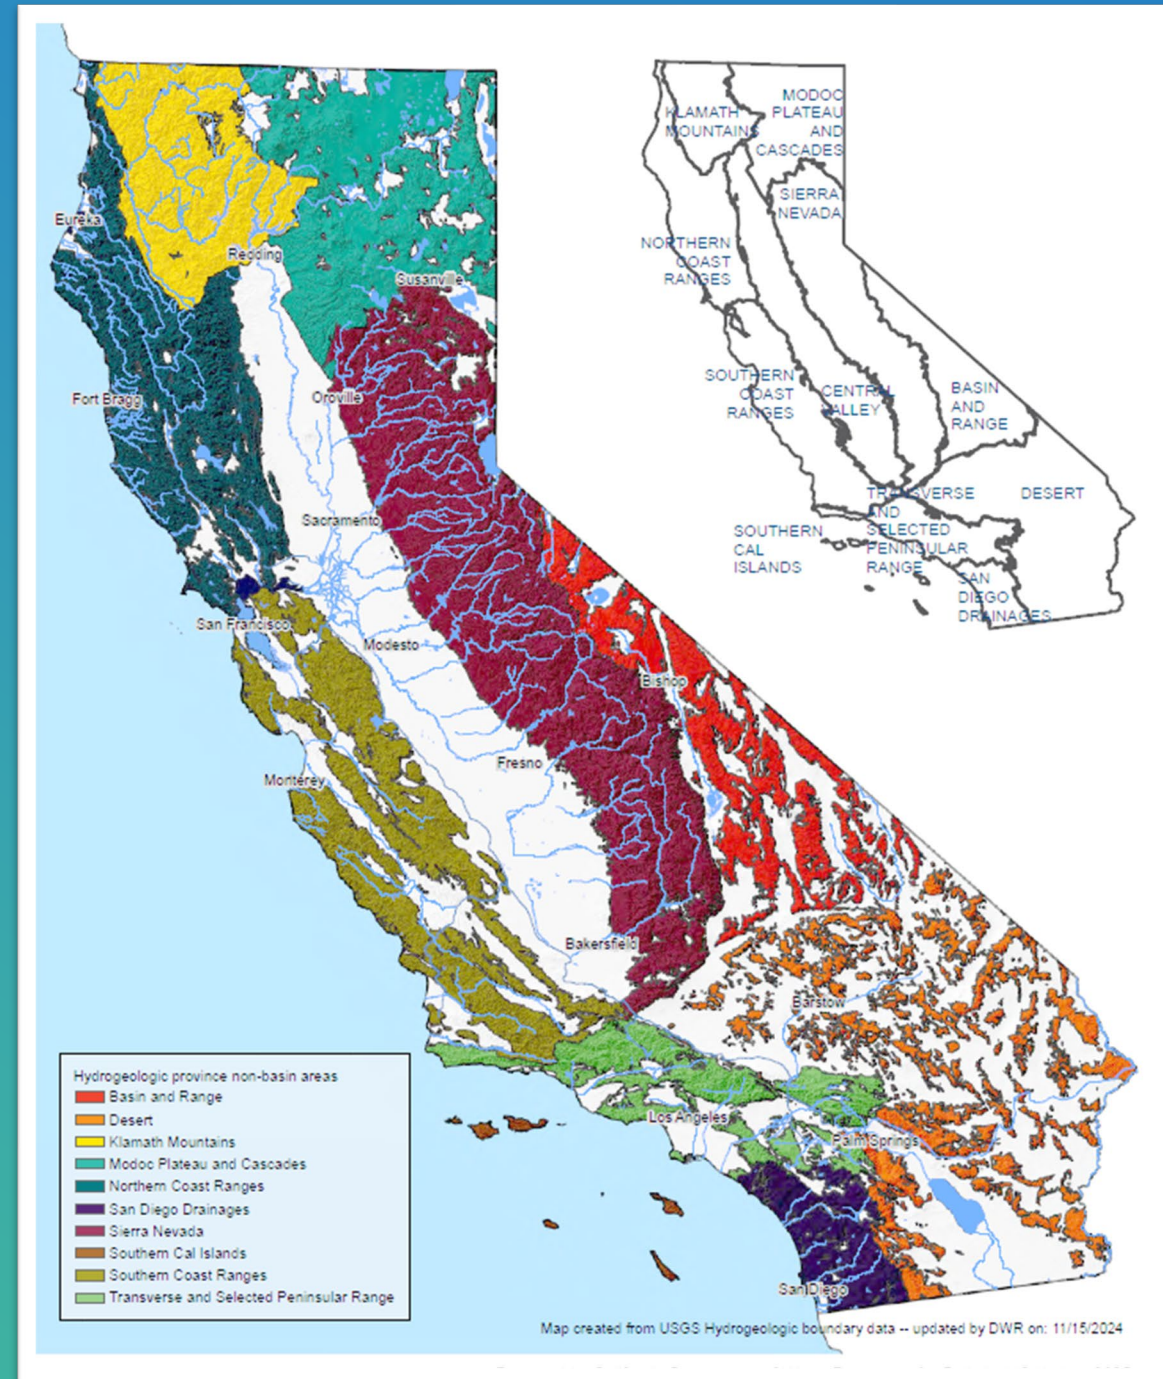 KLAMATH
MOUNTAINS
MODOC
PLATEAU
AND
CASCADES
SIERRA
NEVADA
NORTHERN
COAST
RANGES
SOUTHERN
COAST
RANGES
CENTRAL
VALLEY
BASIN
AND
RANGE
TRANSVERSE
AND
SELECTED
PENINSULAR
RANGE
DESERT
SOUTHERN
CAL
ISLANDS
SAN
DIEGO
DRAINAGES
Eureka
Redding
Susanville
Fort Bragg
Oroville
Sacramento
San Francisco
Modesto
Bishop
Fresno
Monterey
Bakersfield
Barstow
Los Angeles
Palm Springs
San Diego
Hydrogeologic province non-basin areas
Basin and Range
Desert
Klamath Mountains
Modoc Plateau and Cascades
Northern Coast Ranges
San Diego Drainages
Sierra Nevada
Southern Cal Islands
Southern Coast Ranges
Transverse and Selected Peninsular Range
Map created from USGS Hydrogeologic boundary data -- updated by DWR on: 11/15/2024